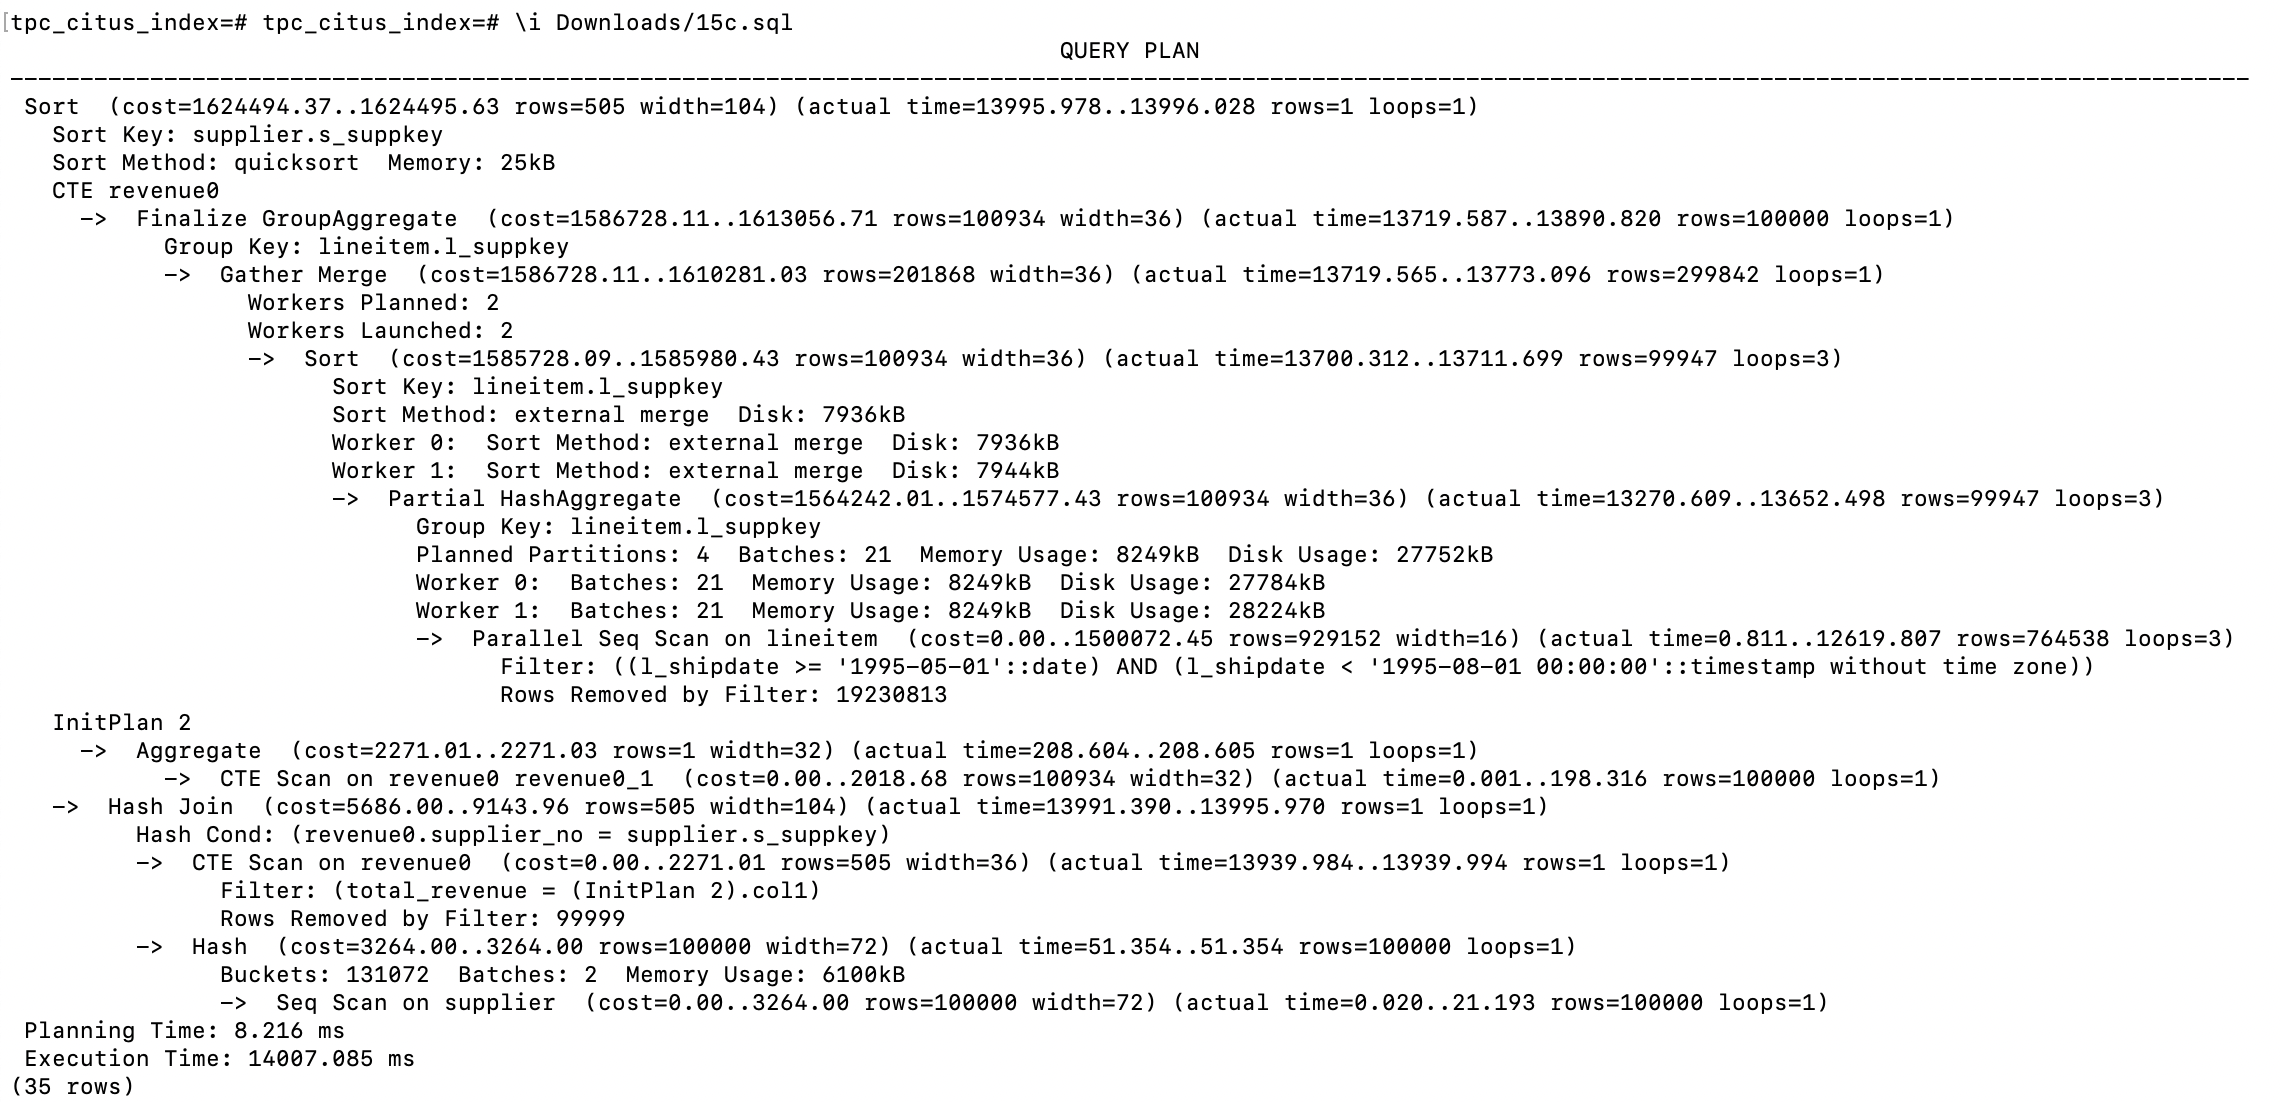 [tpc_citus_index=# tpc_citus_index=# \i Downloads/15c.sql
QUERY PLAN
----------------------------------------------------------------------------------------------------------------------------------------------------------------
Sort  (cost=1624494.37..1624495.63 rows=505 width=104) (actual time=13995.978..13996.028 rows=1 loops=1)
Sort Key: supplier.s_suppkey
Sort Method: quicksort  Memory: 25kB
CTE revenue0
->  Finalize GroupAggregate  (cost=1586728.11..1613056.71 rows=100934 width=36) (actual time=13719.587..13890.820 rows=100000 loops=1)
Group Key: lineitem.l_suppkey
->  Gather Merge  (cost=1586728.11..1610281.03 rows=201868 width=36) (actual time=13719.565..13773.096 rows=299842 loops=1)
Workers Planned: 2
Workers Launched: 2
->  Sort  (cost=1585728.09..1585980.43 rows=100934 width=36) (actual time=13700.312..13711.699 rows=99947 loops=3)
Sort Key: lineitem.l_suppkey
Sort Method: external merge  Disk: 7936kB
Worker 0:  Sort Method: external merge  Disk: 7936kB
Worker 1:  Sort Method: external merge  Disk: 7944kB
->  Partial HashAggregate  (cost=1564242.01..1574577.43 rows=100934 width=36) (actual time=13270.609..13652.498 rows=99947 loops=3)
Group Key: lineitem.l_suppkey
Planned Partitions: 4  Batches: 21  Memory Usage: 8249kB  Disk Usage: 27752kB
Worker 0:  Batches: 21  Memory Usage: 8249kB  Disk Usage: 27784kB
Worker 1:  Batches: 21  Memory Usage: 8249kB  Disk Usage: 28224kB
->  Parallel Seq Scan on lineitem  (cost=0.00..1500072.45 rows=929152 width=16) (actual time=0.811..12619.807 rows=764538 loops=3)
Filter: ((l_shipdate >= '1995-05-01'::date) AND (l_shipdate < '1995-08-01 00:00:00'::timestamp without time zone))
Rows Removed by Filter: 19230813
InitPlan 2
->  Aggregate  (cost=2271.01..2271.03 rows=1 width=32) (actual time=208.604..208.605 rows=1 loops=1)
->  CTE Scan on revenue0 revenue0_1  (cost=0.00..2018.68 rows=100934 width=32) (actual time=0.001..198.316 rows=100000 loops=1)
->  Hash Join  (cost=5686.00..9143.96 rows=505 width=104) (actual time=13991.390..13995.970 rows=1 loops=1)
Hash Cond: (revenue0.supplier_no = supplier.s_suppkey)
->  CTE Scan on revenue0  (cost=0.00..2271.01 rows=505 width=36) (actual time=13939.984..13939.994 rows=1 loops=1)
Filter: (total_revenue = (InitPlan 2).col1)
Rows Removed by Filter: 99999
->  Hash  (cost=3264.00..3264.00 rows=100000 width=72) (actual time=51.354..51.354 rows=100000 loops=1)
Buckets: 131072  Batches: 2  Memory Usage: 6100kB
->  Seq Scan on supplier  (cost=0.00..3264.00 rows=100000 width=72) (actual time=0.020..21.193 rows=100000 loops=1)
Planning Time: 8.216 ms
Execution Time: 14007.085 ms
(35 rows)